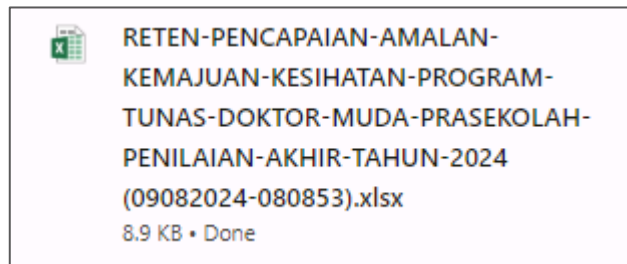 RETEN-PENCAPAIAN-AMALAN-
KEMAJUAN-KESIHATAN-PROGRAM-
TUNAS-DOKTOR-MUDA-PRASEKOLAH-
PENILAIAN-AKHIR-TAHUN-2024
(09082024-080853).xlsx
8.9 KB • Done